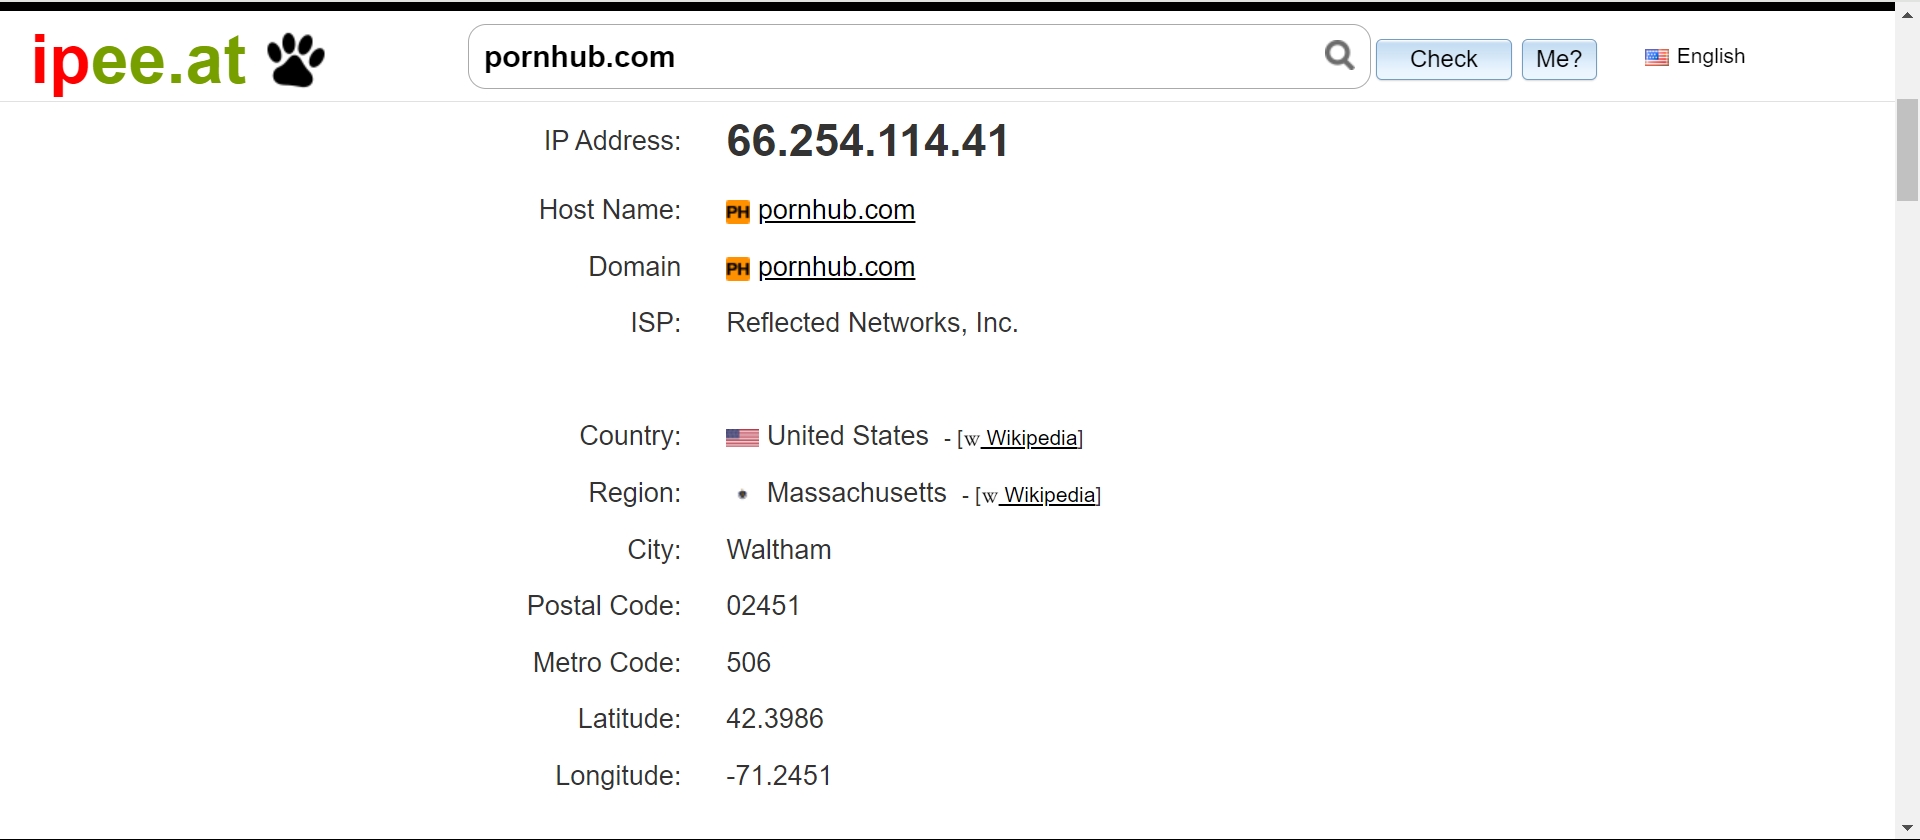 ipee.at pornhub.com Check Me? English
IP Address: 66.254.114.41
Host Name: PH pornhub.com
Domain PH pornhub.com
ISP: Reflected Networks, Inc.
Country: United States - [w Wikipedia]
Region: Massachusetts - [w Wikipedia]
City: Waltham
Postal Code: 02451
Metro Code: 506
Latitude: 42.3986
Longitude: -71.2451